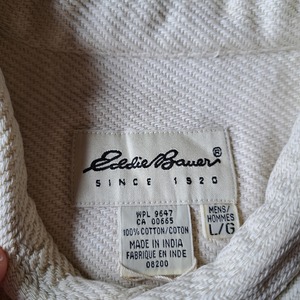 Eddie Bauer®
SINCE 1920
WPL 9647
CA 00665
100% COTTON/COTON
MADE IN INDIA
FABRIQUE EN INDE
08200
MENS/
HOMMES
L/G